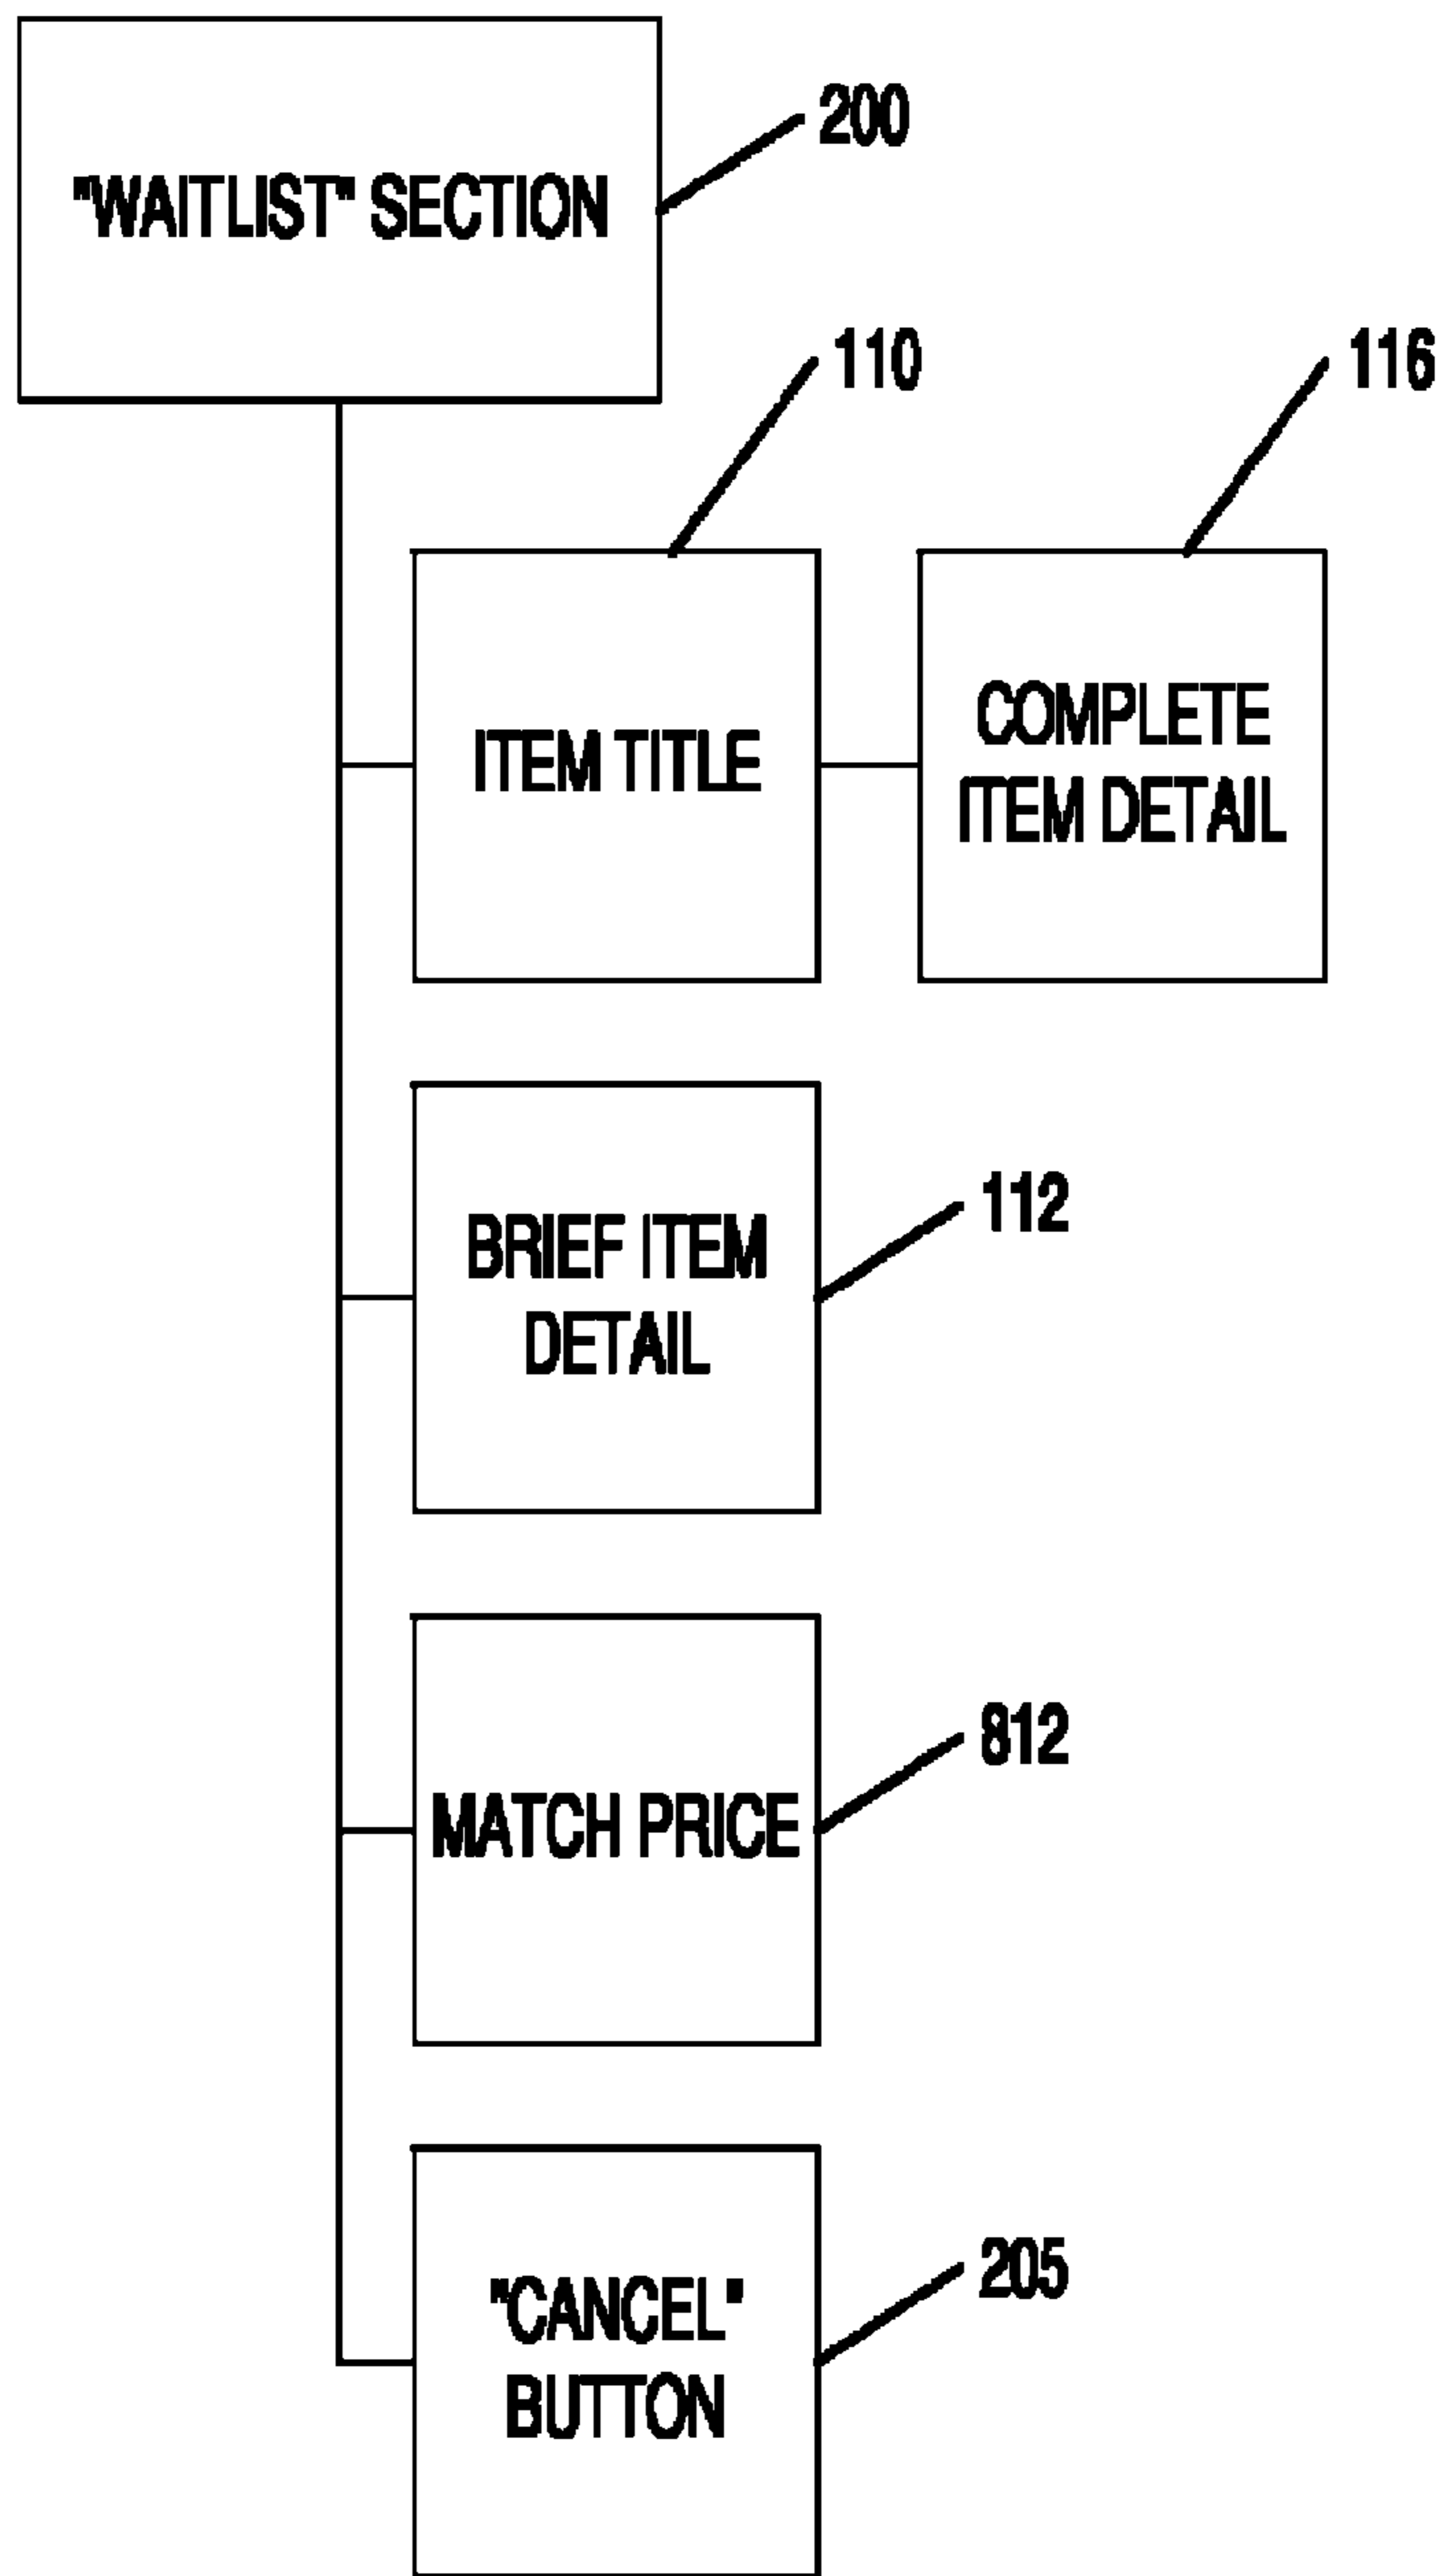 "WAITLIST" SECTION
200
110
116
ITEM TITLE
COMPLETE
ITEM DETAIL
BRIEF ITEM
DETAIL
112
MATCH PRICE
812
"CANCEL"
BUTTON
205